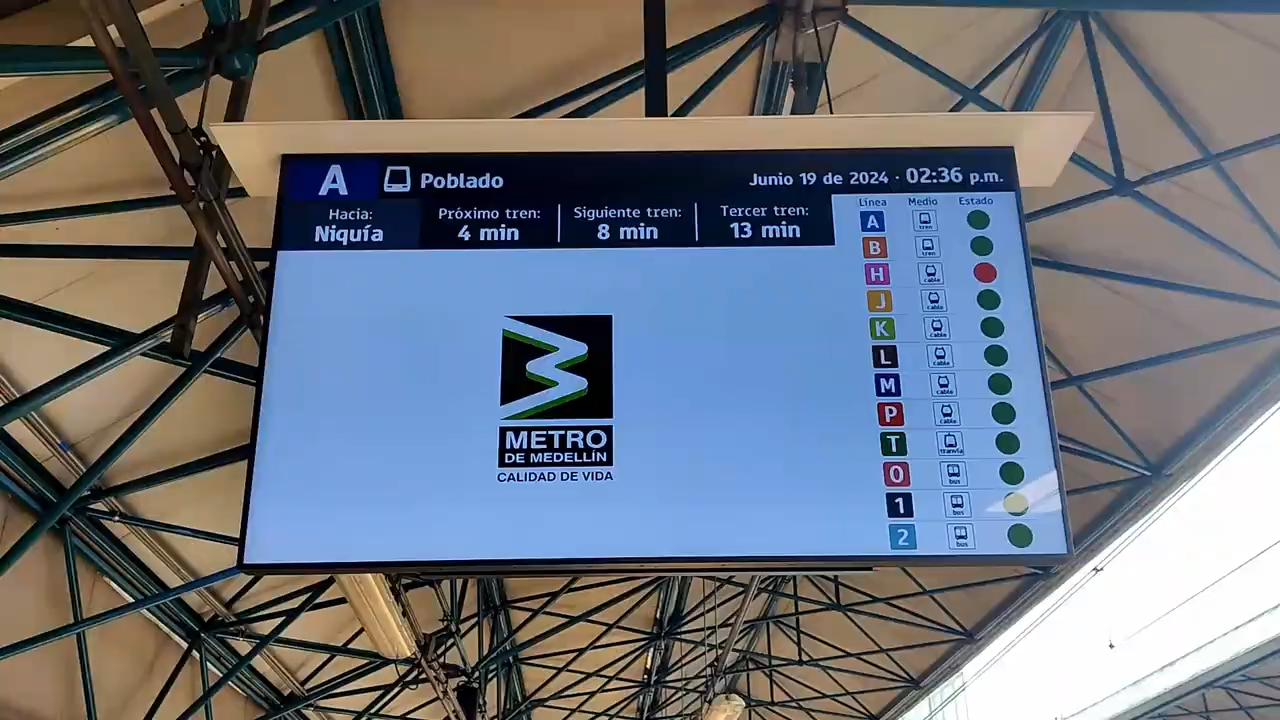 A Poblado Junio 19 de 2024 · 02:36 p.m.
Hacia: Próximo tren: Siguiente tren: Tercer tren:
Niquía 4 min 8 min 13 min
Línea Medio Estado
A tren
B tren
H cable
J cable
K cable
L cable
M cable
P cable
T tranvía
O bus
1 bus
2 bus
METRO
DE MEDELLÍN
CALIDAD DE VIDA